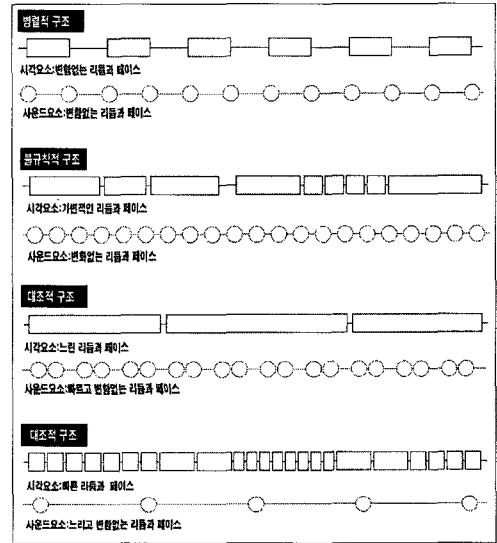 병렬적 구조
시각요소:변함없는 리듬과 페이스
사운드요소:변함없는 리듬과 페이스
불규칙적 구조
시각요소:가변적인 리듬과 페이스
사운드요소:변화없는 리듬과 페이스
대조적 구조
시각요소:느린 리듬과 페이스
사운드요소:빠르고 변함없는 리듬과 페이스
대조적 구조
시각요소:빠른 리듬과 페이스
사운드요소:느리고 변함없는 리듬과 페이스